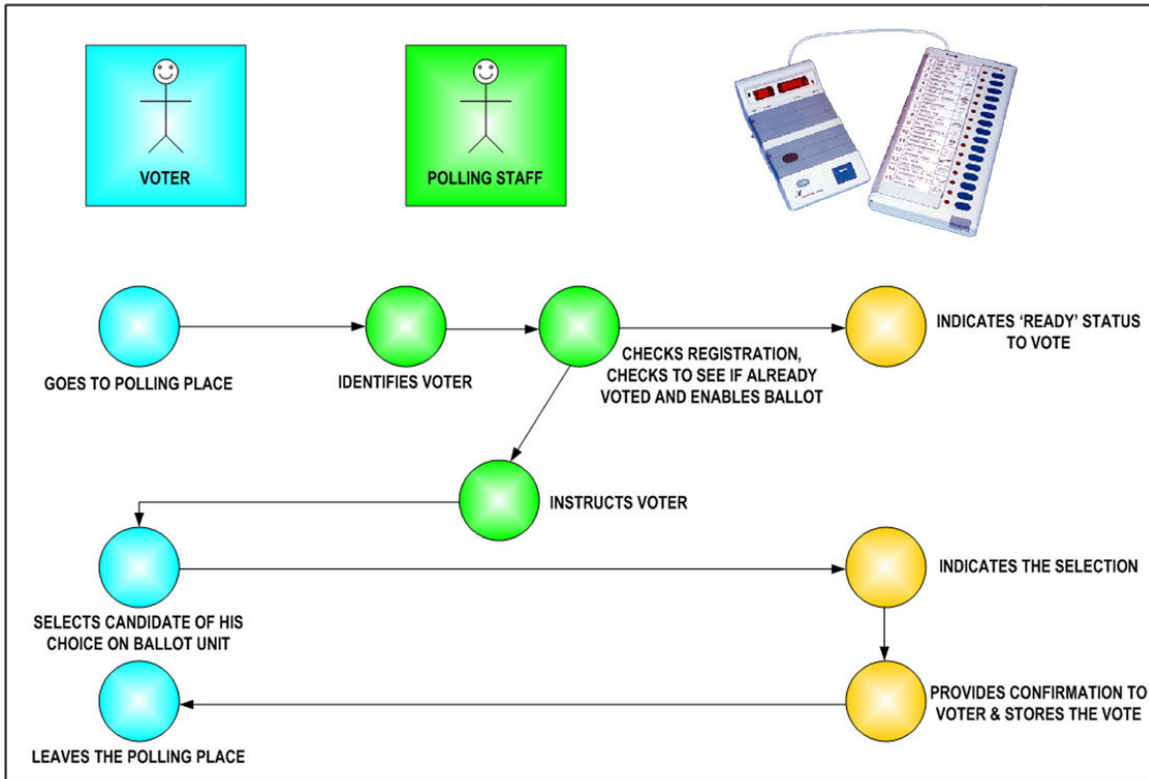 VOTER
POLLING STAFF
GOES TO POLLING PLACE
IDENTIFIES VOTER
CHECKS REGISTRATION,
CHECKS TO SEE IF ALREADY
VOTED AND ENABLES BALLOT
INDICATES ‘READY’ STATUS
TO VOTE
INSTRUCTS VOTER
SELECTS CANDIDATE OF HIS
CHOICE ON BALLOT UNIT
INDICATES THE SELECTION
PROVIDES CONFIRMATION TO
VOTER & STORES THE VOTE
LEAVES THE POLLING PLACE